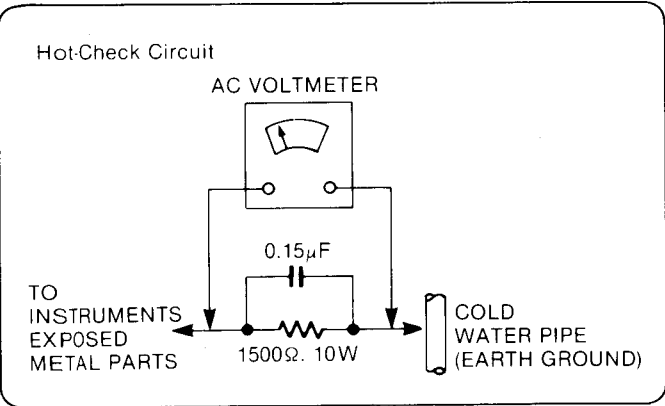 Hot-Check Circuit
AC VOLTMETER
0.15μF
TO
INSTRUMENTS
EXPOSED
METAL PARTS
1500Ω. 10W
COLD
WATER PIPE
(EARTH GROUND)